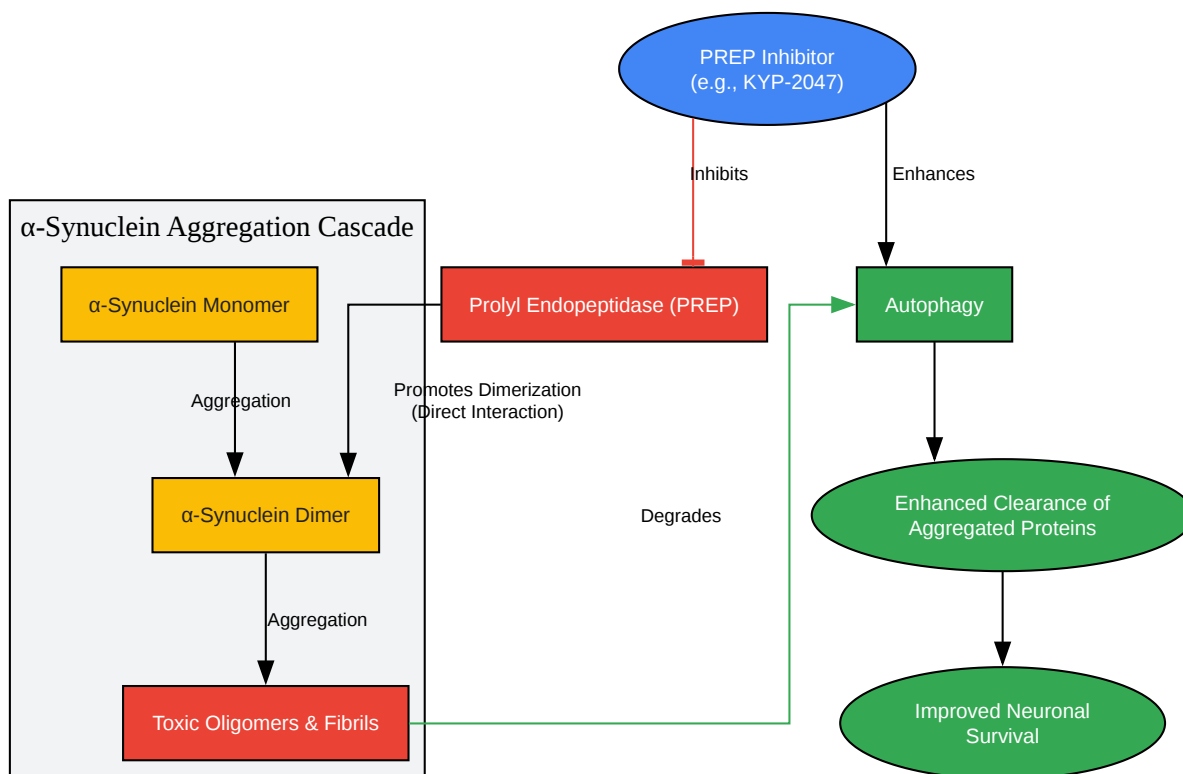 PREP Inhibitor
(e.g., KYP-2047)
Inhibits
Enhances
α-Synuclein Aggregation Cascade
α-Synuclein Monomer
Prolyl Endopeptidase (PREP)
Autophagy
Aggregation
Promotes Dimerization
(Direct Interaction)
α-Synuclein Dimer
Degrades
Enhanced Clearance of
Aggregated Proteins
Aggregation
Toxic Oligomers & Fibrils
Improved Neuronal
Survival